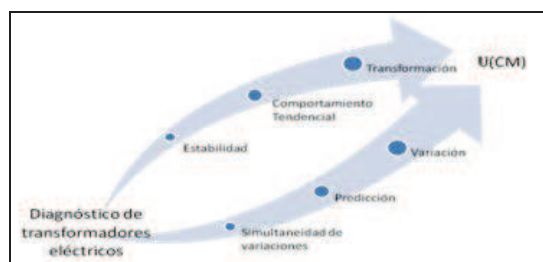 Transformación
U(CM)
Comportamiento
Tendencial
Estabilidad
Variación
Predicción
Diagnóstico de
transformadores
eléctricos
Simultaneidad de
variaciones